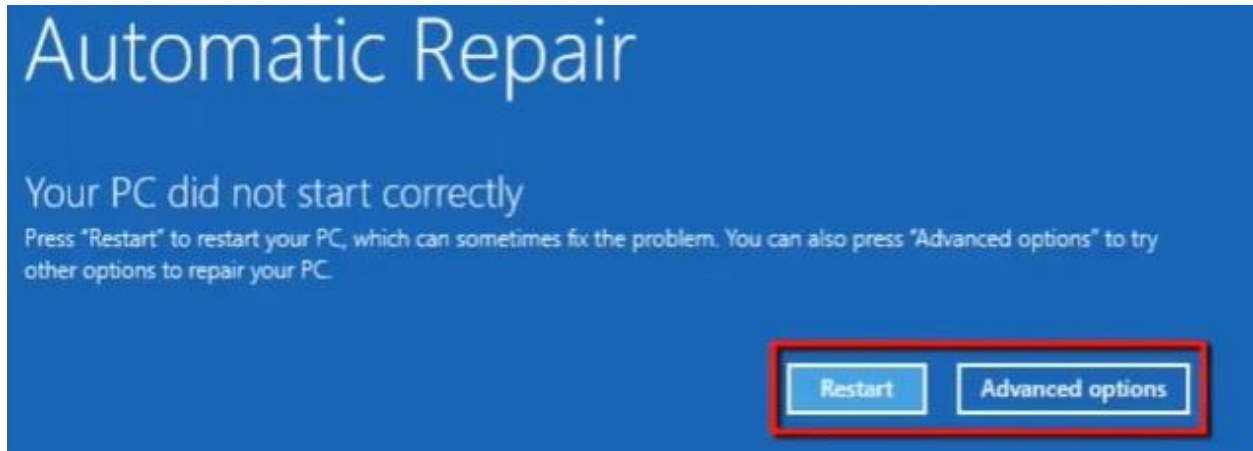 Automatic Repair
Your PC did not start correctly
Press "Restart" to restart your PC, which can sometimes fix the problem. You can also press "Advanced options" to try
other options to repair your PC.
Restart
Advanced options